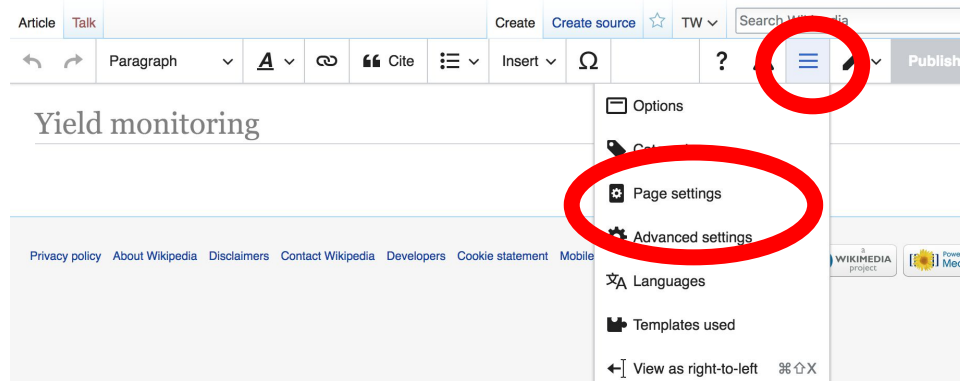 Article Talk Create Create source TW Search Wikipedia
Paragraph A Cite Insert Ω ? Publish
Options
Yield monitoring
Page settings
Advanced settings
Privacy policy About Wikipedia Disclaimers Contact Wikipedia Developers Cookie statement Mobile
a
WIKIMEDIA
project
Languages
Templates used
View as right-to-left ⌘⇧X